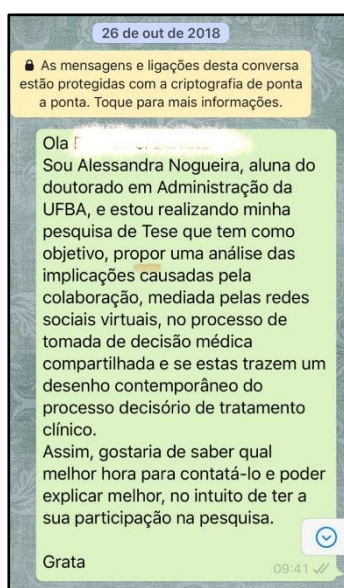 26 de out de 2018
As mensagens e ligações desta conversa
estão protegidas com a criptografia de ponta
a ponta. Toque para mais informações.
Ola
Sou Alessandra Nogueira, aluna do
doutorado em Administração da
UFBA, e estou realizando minha
pesquisa de Tese que tem como
objetivo, propor uma análise das
implicações causadas pela
colaboração, mediada pelas redes
sociais virtuais, no processo de
tomada de decisão médica
compartilhada e se estas trazem um
desenho contemporâneo do
processo decisório de tratamento
clínico.
Assim, gostaria de saber qual
melhor hora para contatá-lo e poder
explicar melhor, no intuito de ter a
sua participação na pesquisa.
Grata
09:41